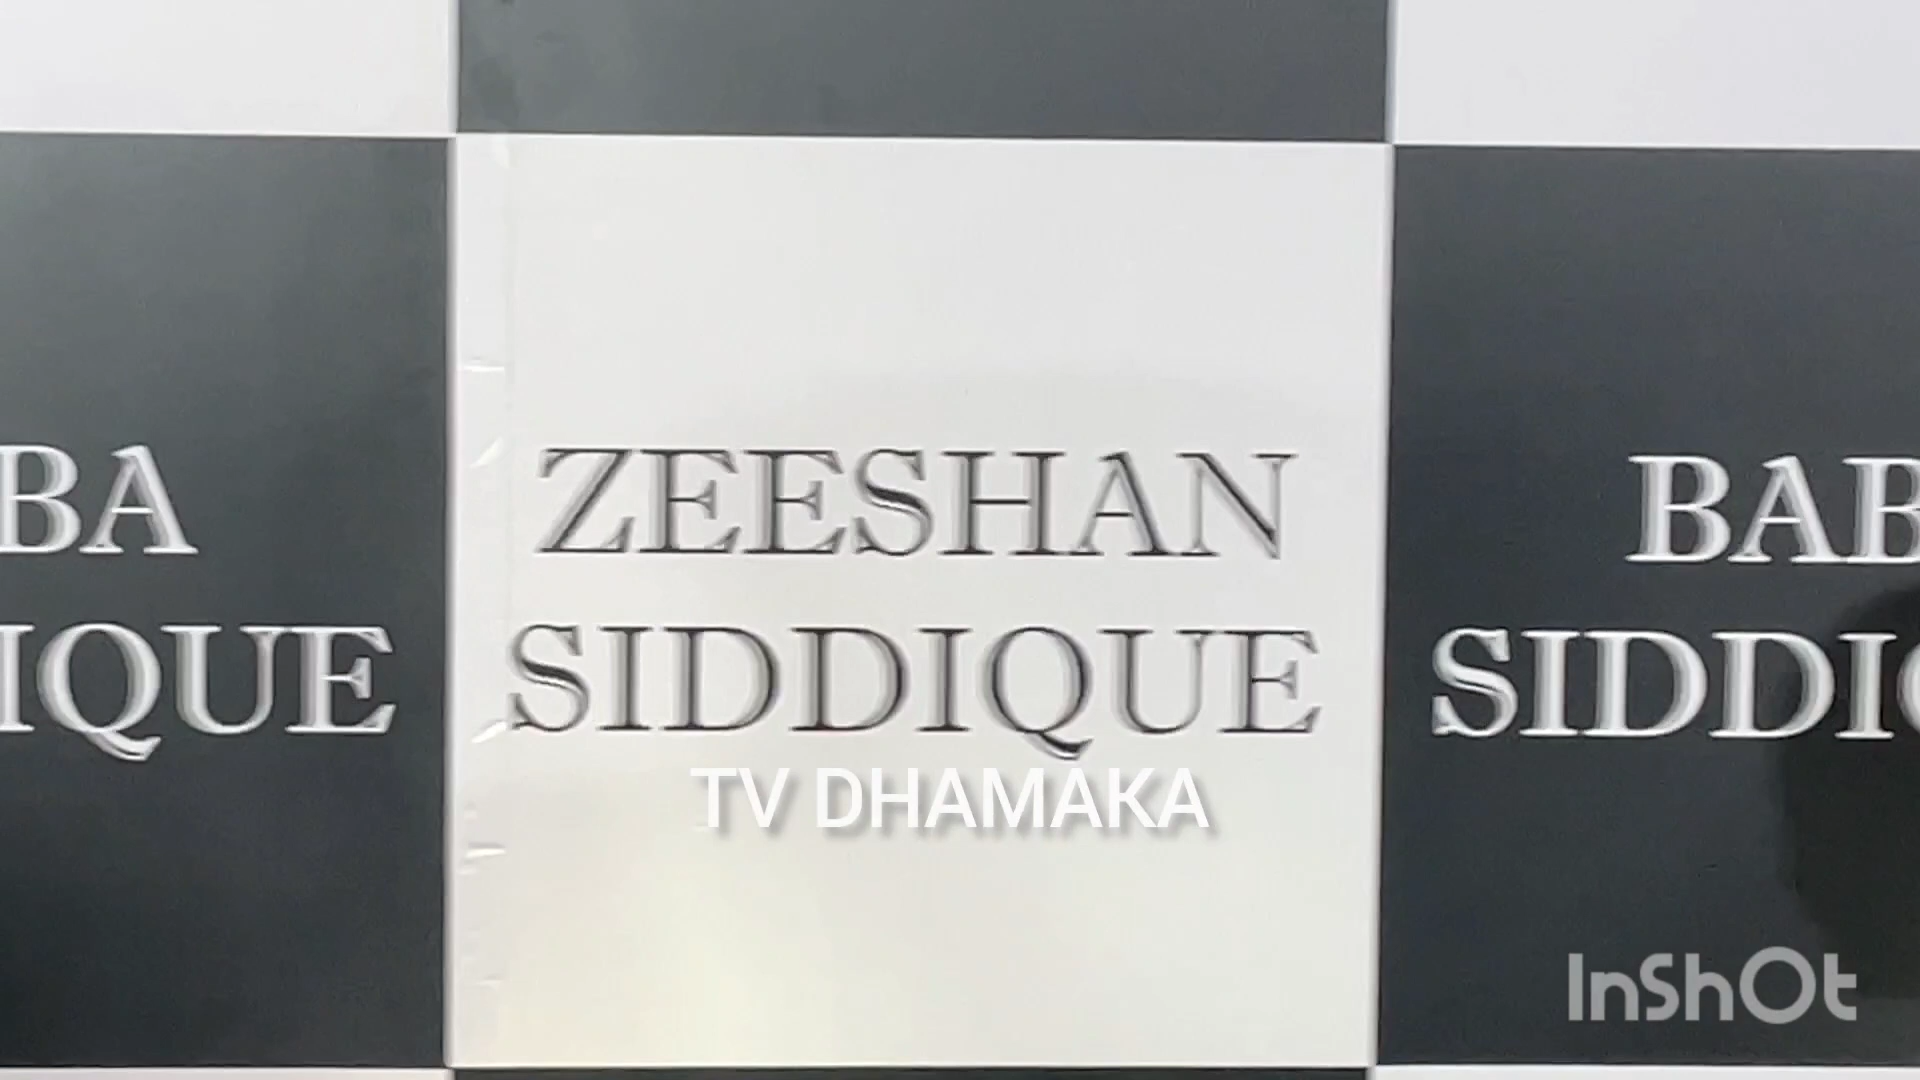 BA
IQUE
ZEESHAN
SIDDIQUE
BAB
SIDDIQ
TV DHAMAKA
InShOt